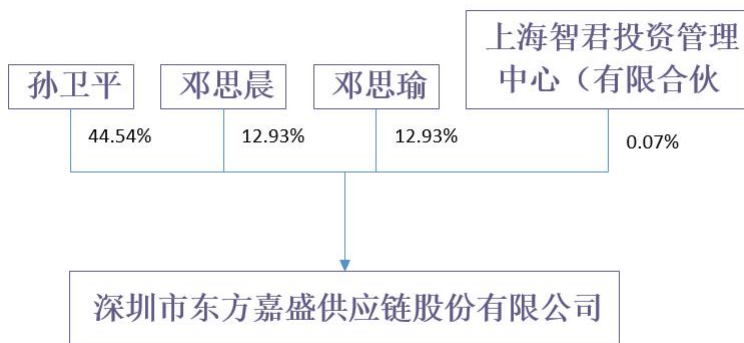 孙卫平
邓思晨
邓思瑜
上海智君投资管理
中心（有限合伙
44.54%
12.93%
12.93%
0.07%
深圳市东方嘉盛供应链股份有限公司